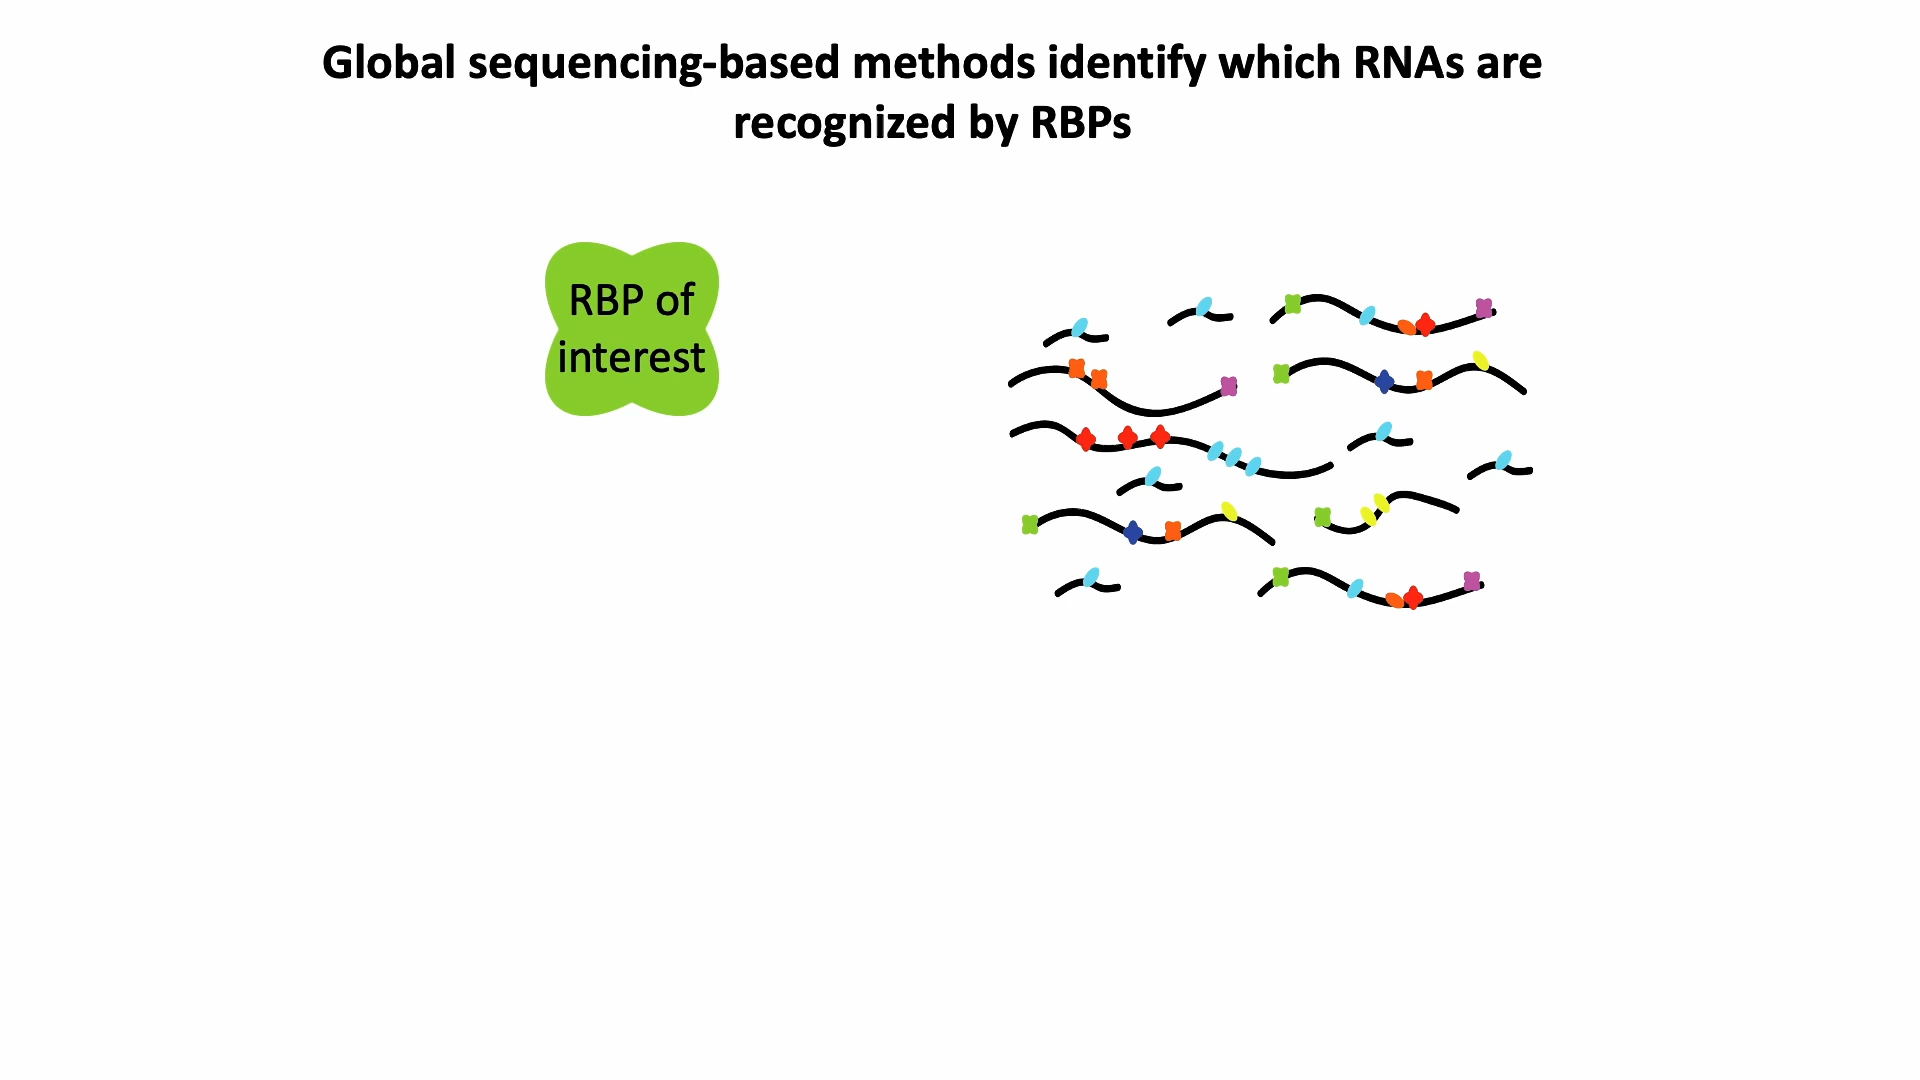 Global sequencing-based methods identify which RNAs are
recognized by RBPs
RBP of
interest